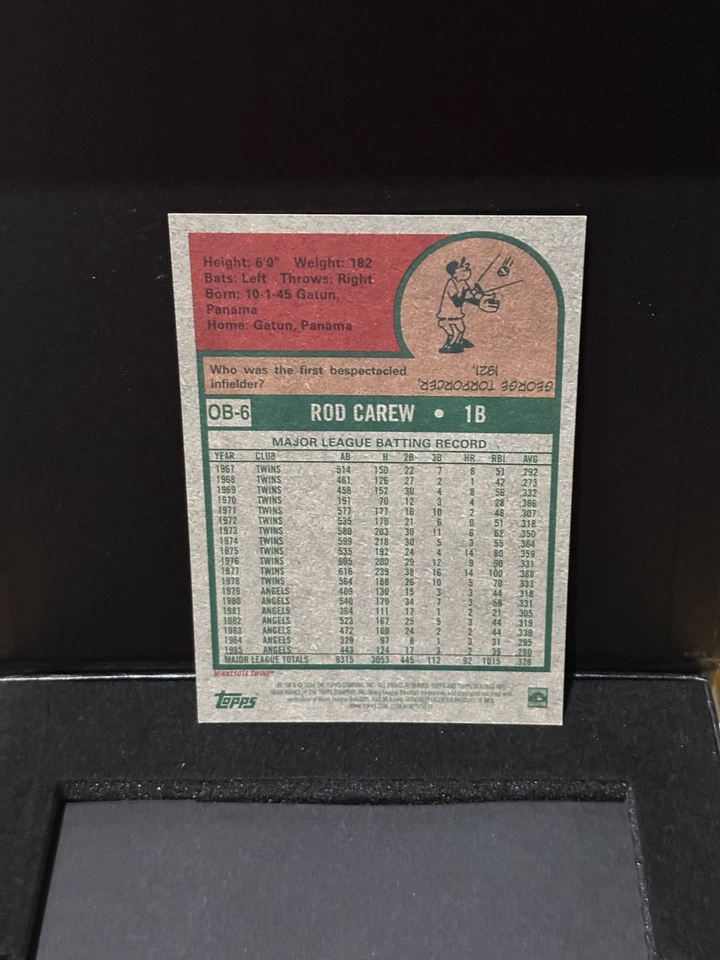 Height: 6'0" Weight: 182
Bats: Left Throws: Right
Born: 10-1-45 Gatun,
Panama
Home: Gatun, Panama
Who was the first bespectacled
infielder?
GEORGE TORPORCER,
1921.
OB-6 ROD CAREW • 1B
MAJOR LEAGUE BATTING RECORD
YEAR CLUB AB H 2B 3B HR RBI AVG
1967 TWINS 514 150 22 7 8 51 .292
1968 TWINS 461 126 27 2 1 42 .273
1969 TWINS 458 152 30 4 8 56 .332
1970 TWINS 191 70 12 3 4 28 .366
1971 TWINS 577 177 16 10 2 48 .307
1972 TWINS 535 170 21 6 0 51 .318
1973 TWINS 580 203 30 11 6 62 .350
1974 TWINS 599 218 30 5 3 55 .364
1975 TWINS 535 192 24 4 14 80 .359
1976 TWINS 605 200 29 12 9 90 .331
1977 TWINS 616 239 38 16 14 100 .388
1978 TWINS 564 188 26 10 5 70 .333
1979 ANGELS 409 130 15 3 3 44 .318
1980 ANGELS 540 179 34 7 3 59 .331
1981 ANGELS 364 111 17 1 2 21 .305
1982 ANGELS 523 167 25 5 3 44 .319
1983 ANGELS 472 160 24 2 2 44 .339
1984 ANGELS 329 97 8 1 3 31 .295
1985 ANGELS 443 124 17 3 2 39 .280
MAJOR LEAGUE TOTALS 9315 3053 445 112 92 1015 .328
MINNESOTA TWINS™
TOPPS